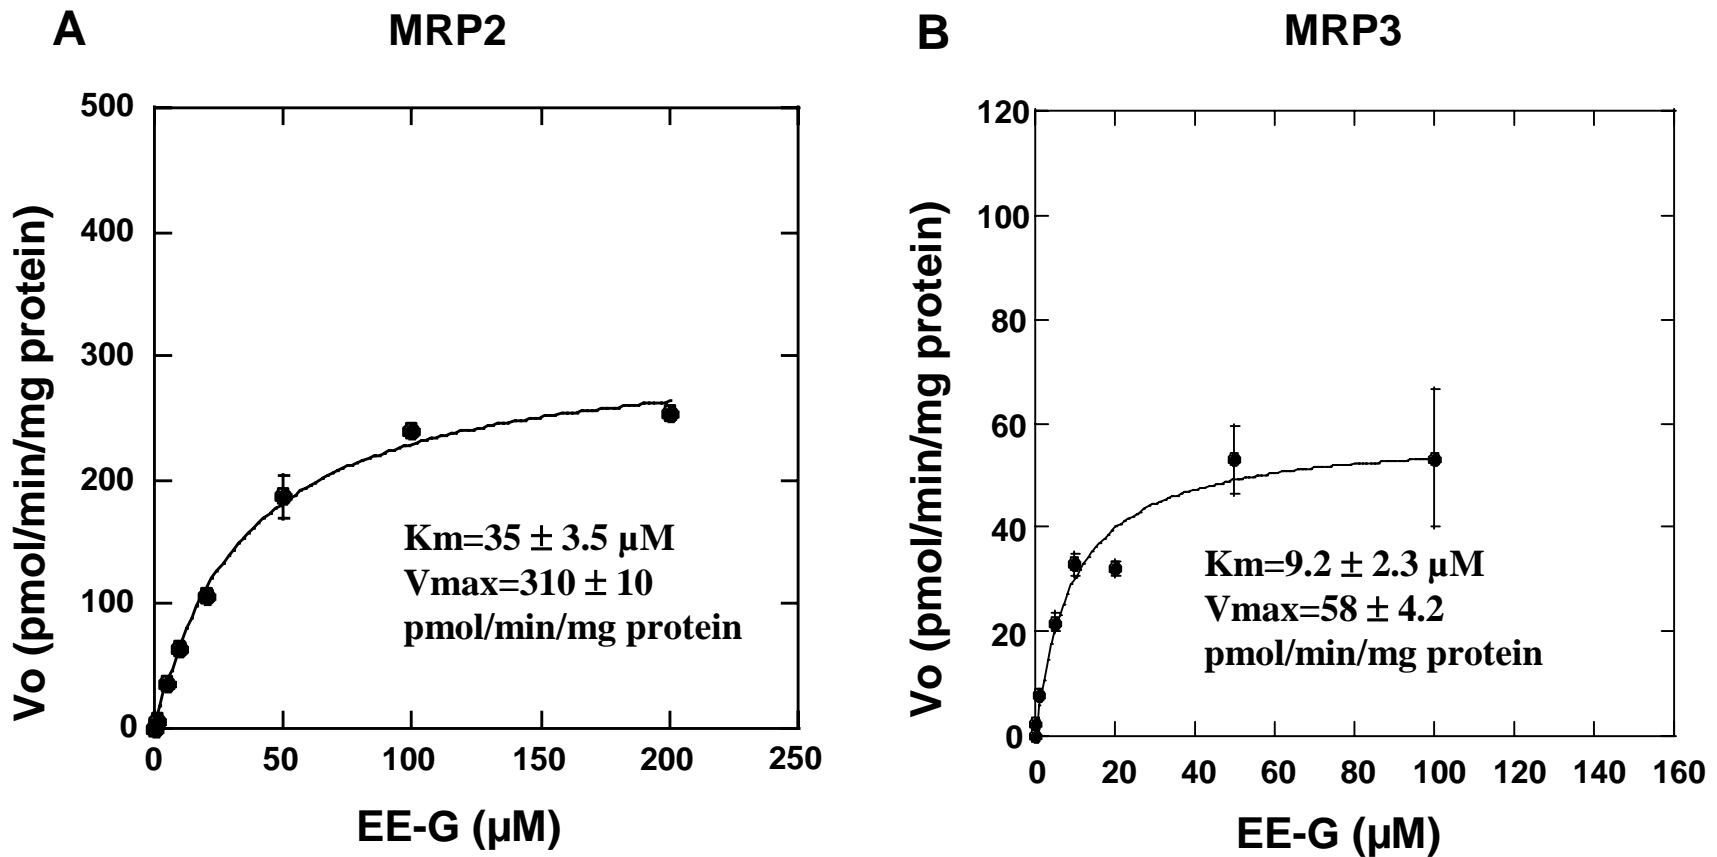 A
MRP2
500
400
300
200
100
0
0 50 100 150 200 250
Vo (pmol/min/mg protein)
EE-G (µM)
Km=35 ± 3.5 µM
Vmax=310 ± 10
pmol/min/mg protein
B
MRP3
120
100
80
60
40
20
0
0 20 40 60 80 100 120 140 160
Vo (pmol/min/mg protein)
EE-G (µM)
Km=9.2 ± 2.3 µM
Vmax=58 ± 4.2
pmol/min/mg protein